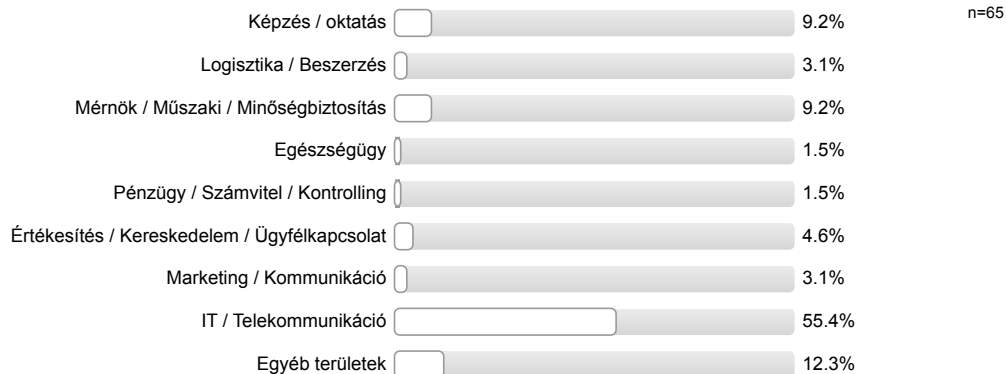 Képzés / oktatás 9.2% n=65
Logisztika / Beszerzés 3.1%
Mérnök / Műszaki / Minőségbiztosítás 9.2%
Egészségügy 1.5%
Pénzügy / Számvitel / Kontrolling 1.5%
Értékesítés / Kereskedelem / Ügyfélkapcsolat 4.6%
Marketing / Kommunikáció 3.1%
IT / Telekommunikáció 55.4%
Egyéb területek 12.3%